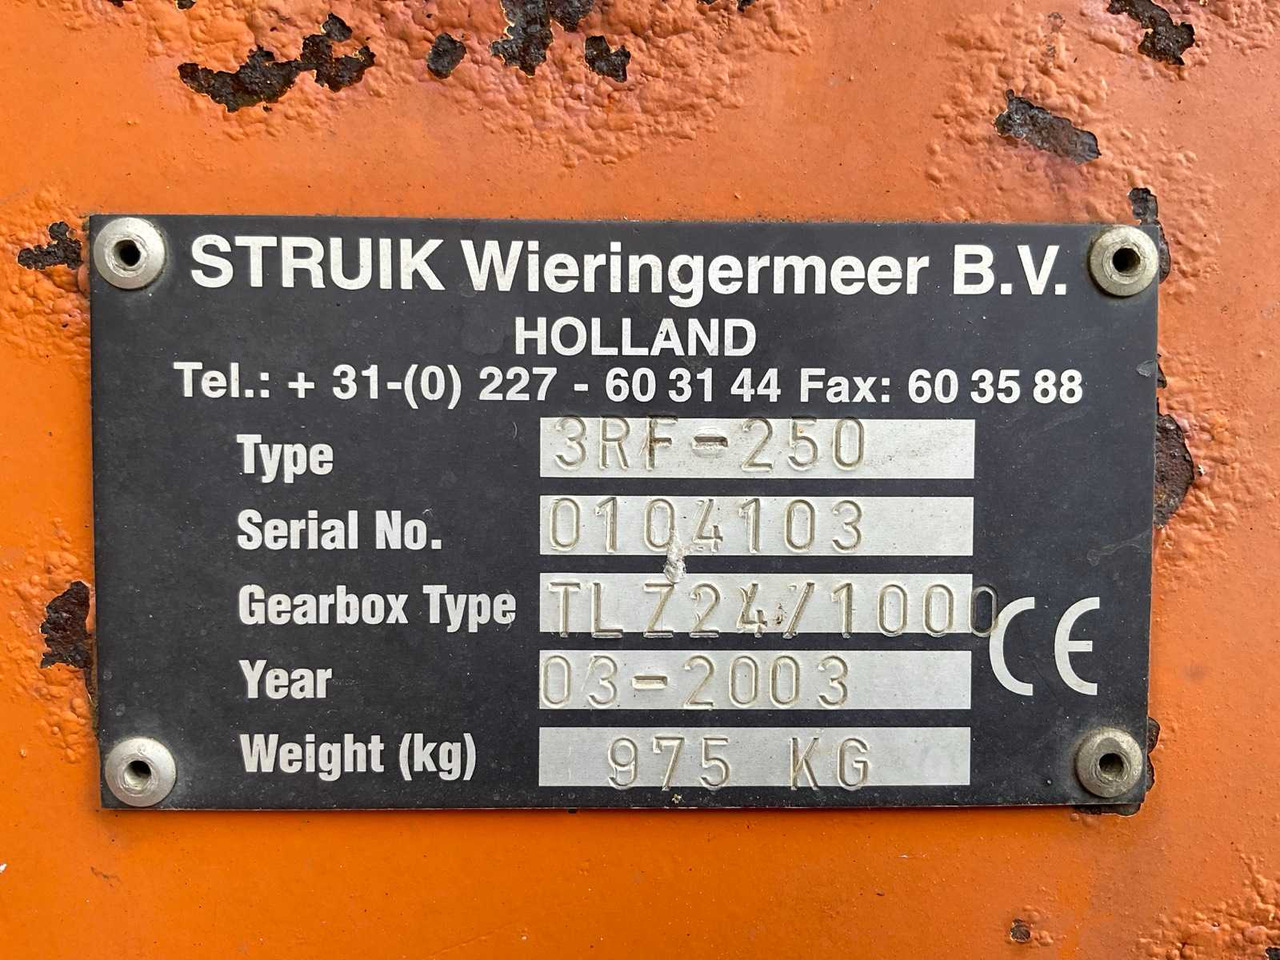 STRUIK Wieringermeer B.V.
HOLLAND
Tel.: + 31-(0) 227 - 60 31 44 Fax: 60 35 88
Type 3RF-250
Serial No. 0104103
Gearbox Type TLZ24/1000
CE
Year 03-2003
Weight (kg) 975 KG